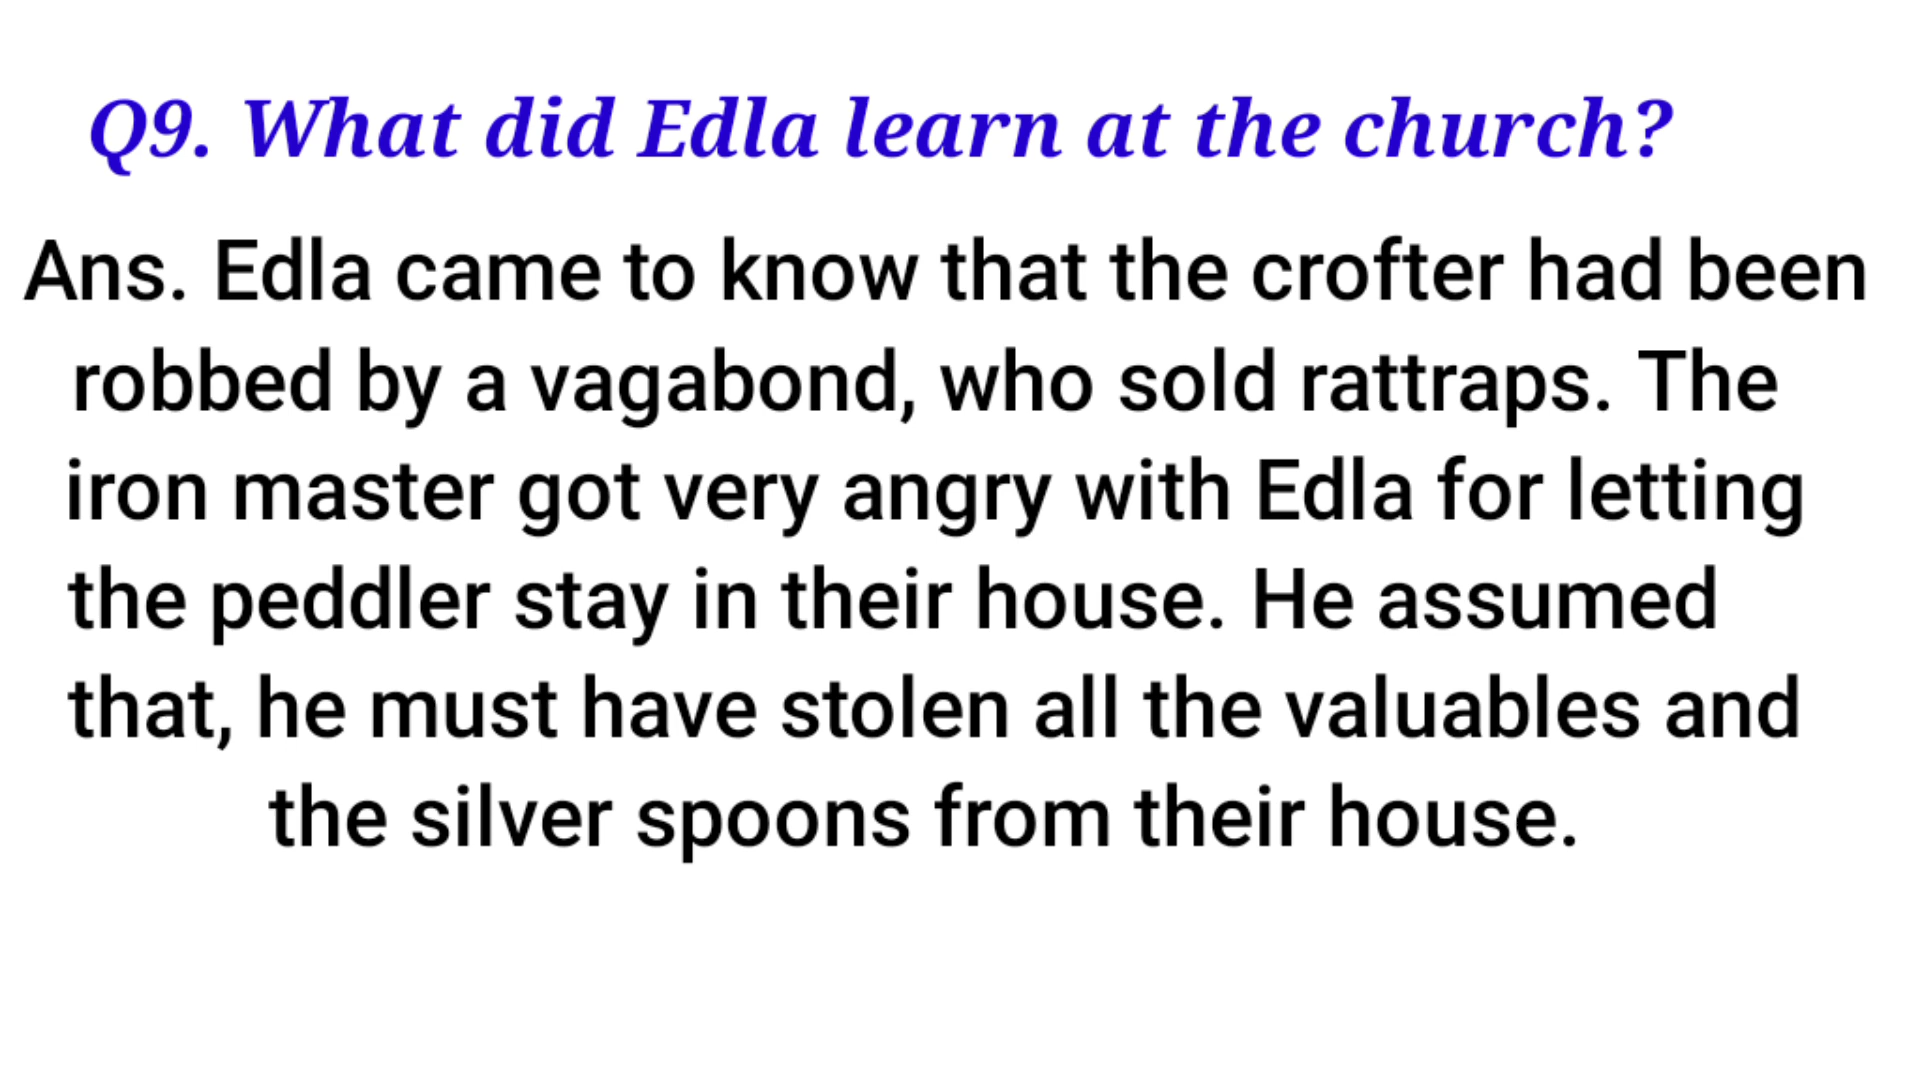 Q9. What did Edla learn at the church?
Ans. Edla came to know that the crofter had been
robbed by a vagabond, who sold rattraps. The
iron master got very angry with Edla for letting
the peddler stay in their house. He assumed
that, he must have stolen all the valuables and
the silver spoons from their house.